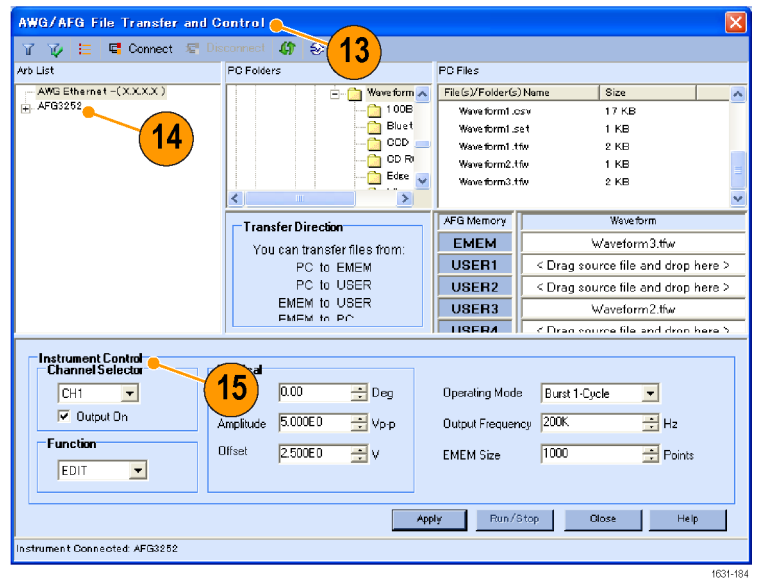 AWG/AFG File Transfer and Control
13
Connect
Disconnect
Arb List
PC Folders
PC Files
AWG Ethernet -(X.X.X.X )
AFG3252
14
Waveform
100B
Bluet
CCD
CD R
Edge
File(s)/Folder(s) Name Size
Waveform1.csv 17 KB
Waveform1.set 1 KB
Waveform1.tfw 2 KB
Waveform2.tfw 1 KB
Waveform3.tfw 2 KB
Transfer Direction
You can transfer files from:
PC to EMEM
PC to USER
EMEM to USER
EMEM to PC
AFG Memory Waveform
EMEM Waveform3.tfw
USER1 < Drag source file and drop here >
USER2 < Drag source file and drop here >
USER3 Waveform2.tfw
USER4 < Drag source file and drop here >
Instrument Control
Channel Selector
CH1
Output On
Function
EDIT
15
0.00 Deg
Amplitude 5.000E0 Vp-p
Offset 2.500E0 V
Operating Mode Burst 1-Cycle
Output Frequency 200K Hz
EMEM Size 1000 Points
Apply Run/Stop Close Help
Instrument Connected: AFG3252
1631-184